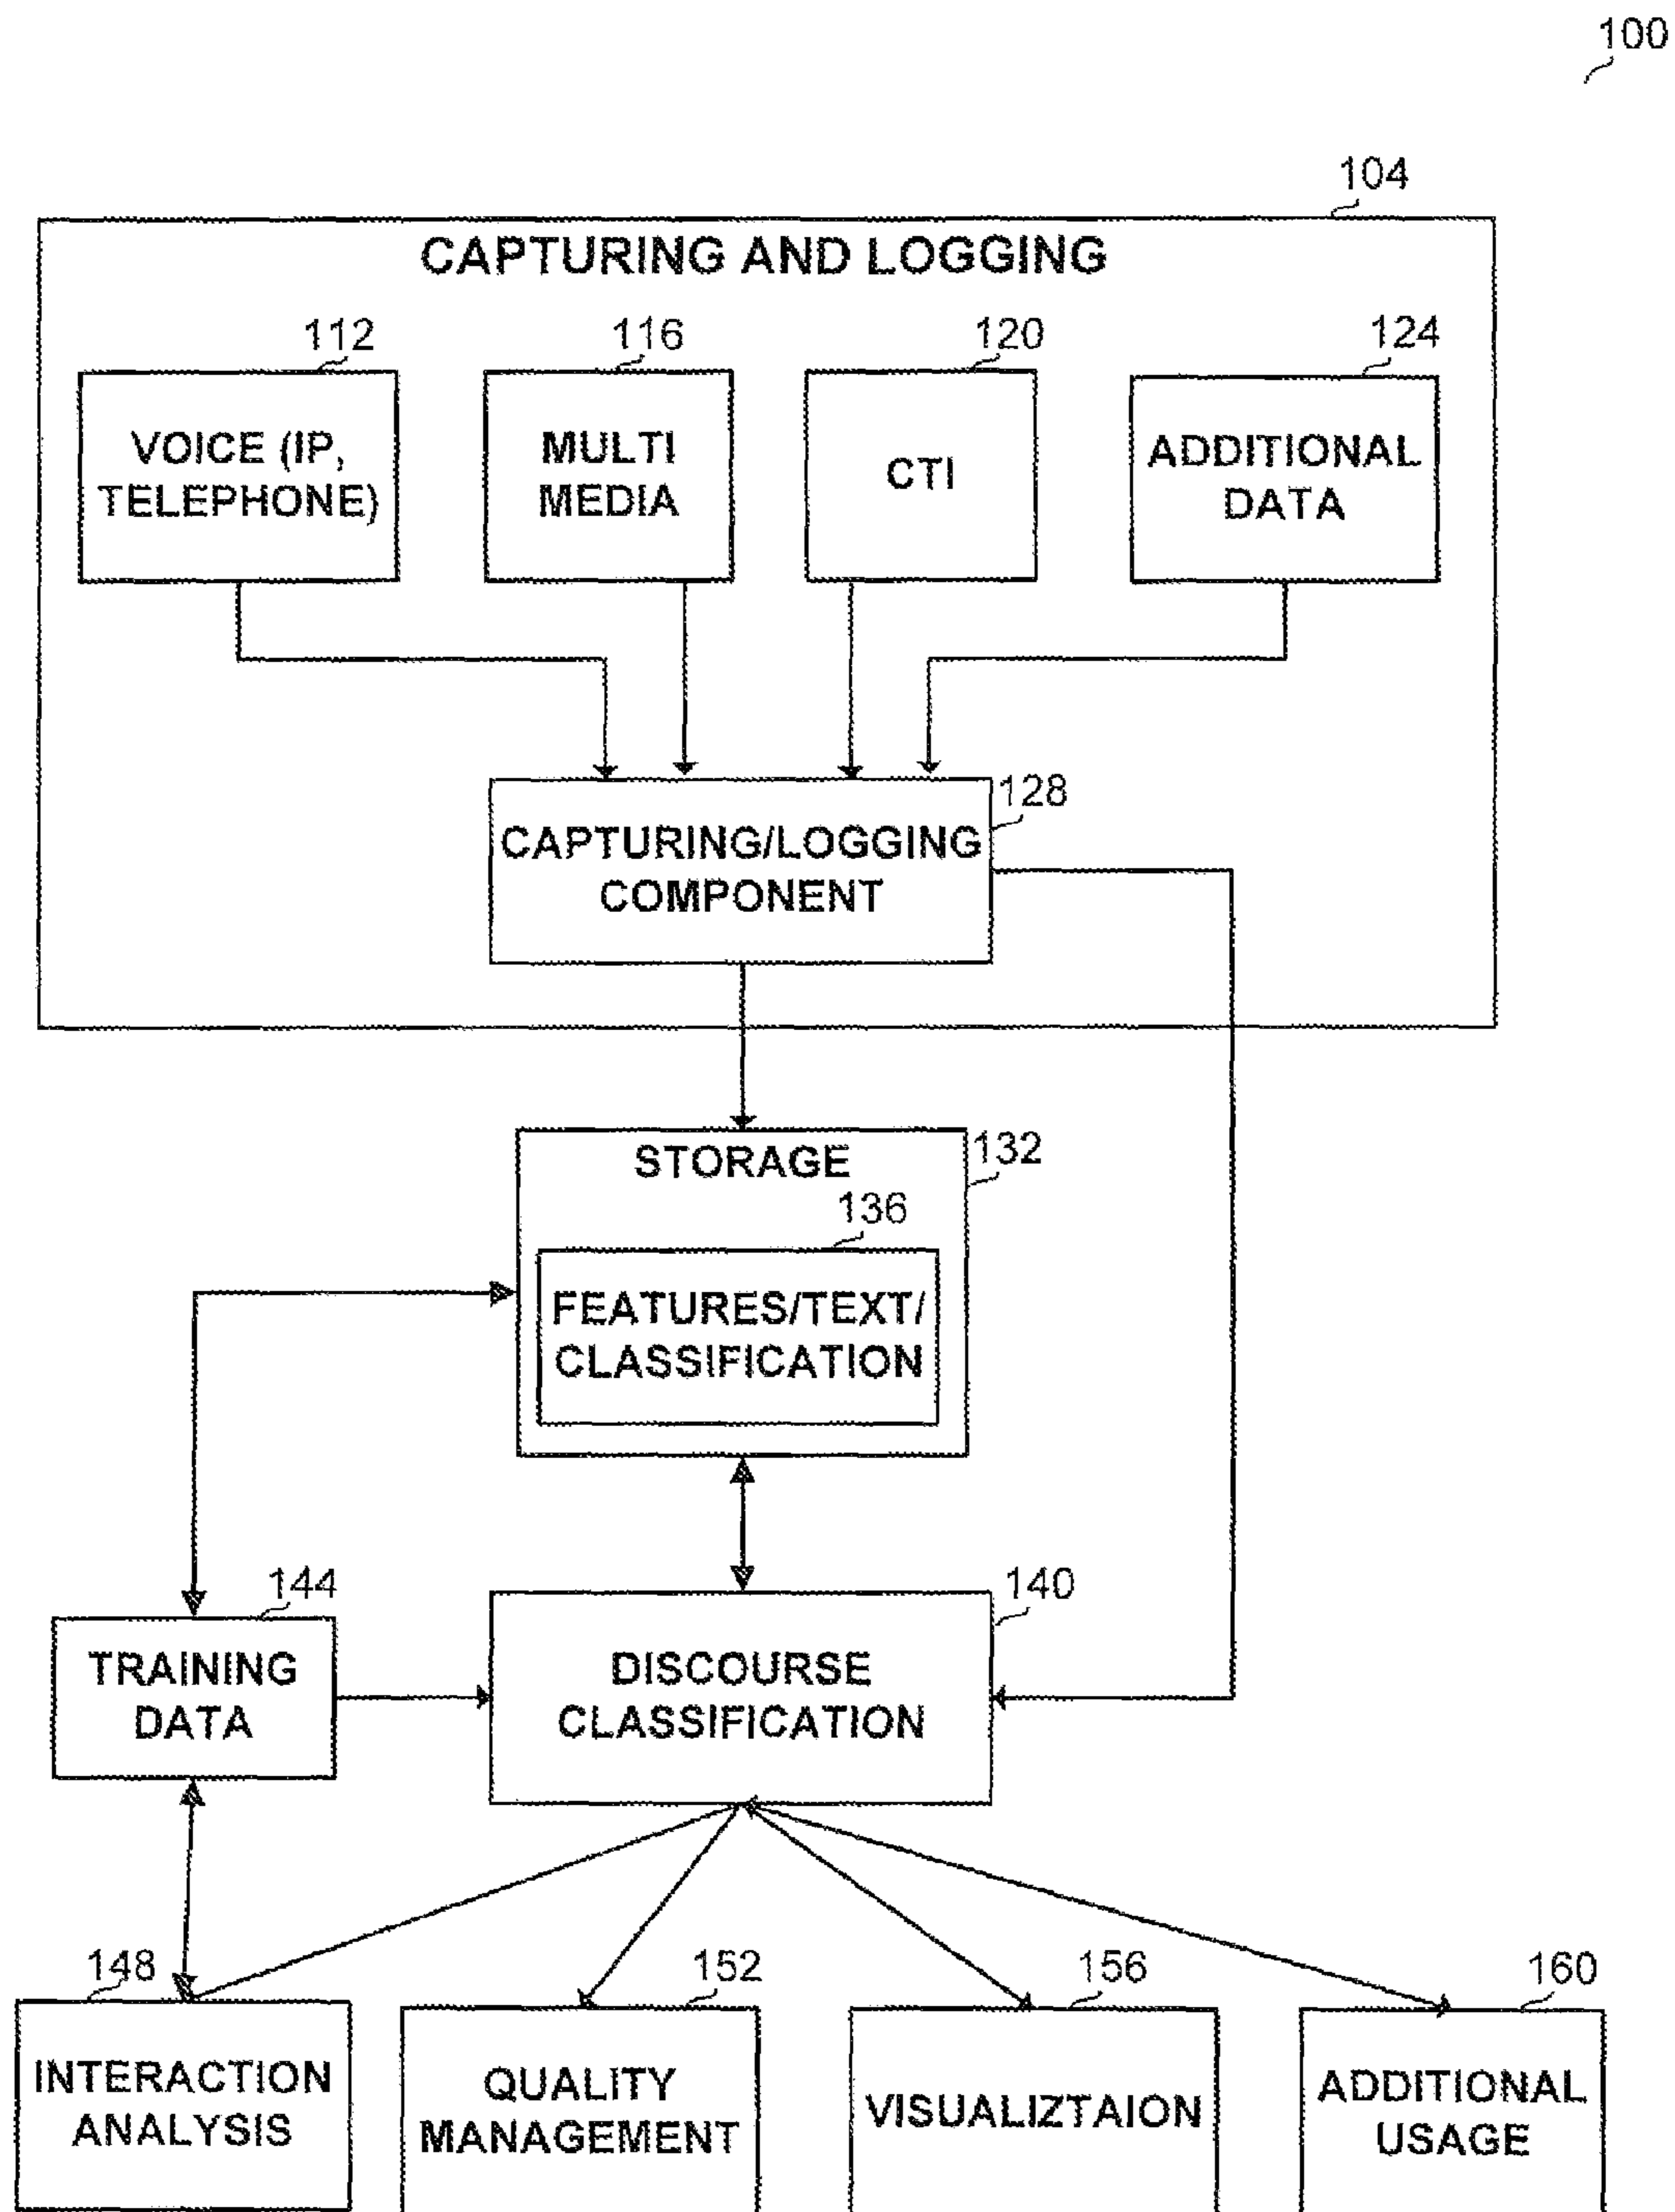 100
104
CAPTURING AND LOGGING
112
116
120
124
VOICE (IP,
TELEPHONE)
MULTI
MEDIA
CTI
ADDITIONAL
DATA
128
CAPTURING/LOGGING
COMPONENT
STORAGE
132
136
FEATURES/TEXT/
CLASSIFICATION
144
140
TRAINING
DATA
DISCOURSE
CLASSIFICATION
148
152
156
160
INTERACTION
ANALYSIS
QUALITY
MANAGEMENT
VISUALIZTAION
ADDITIONAL
USAGE